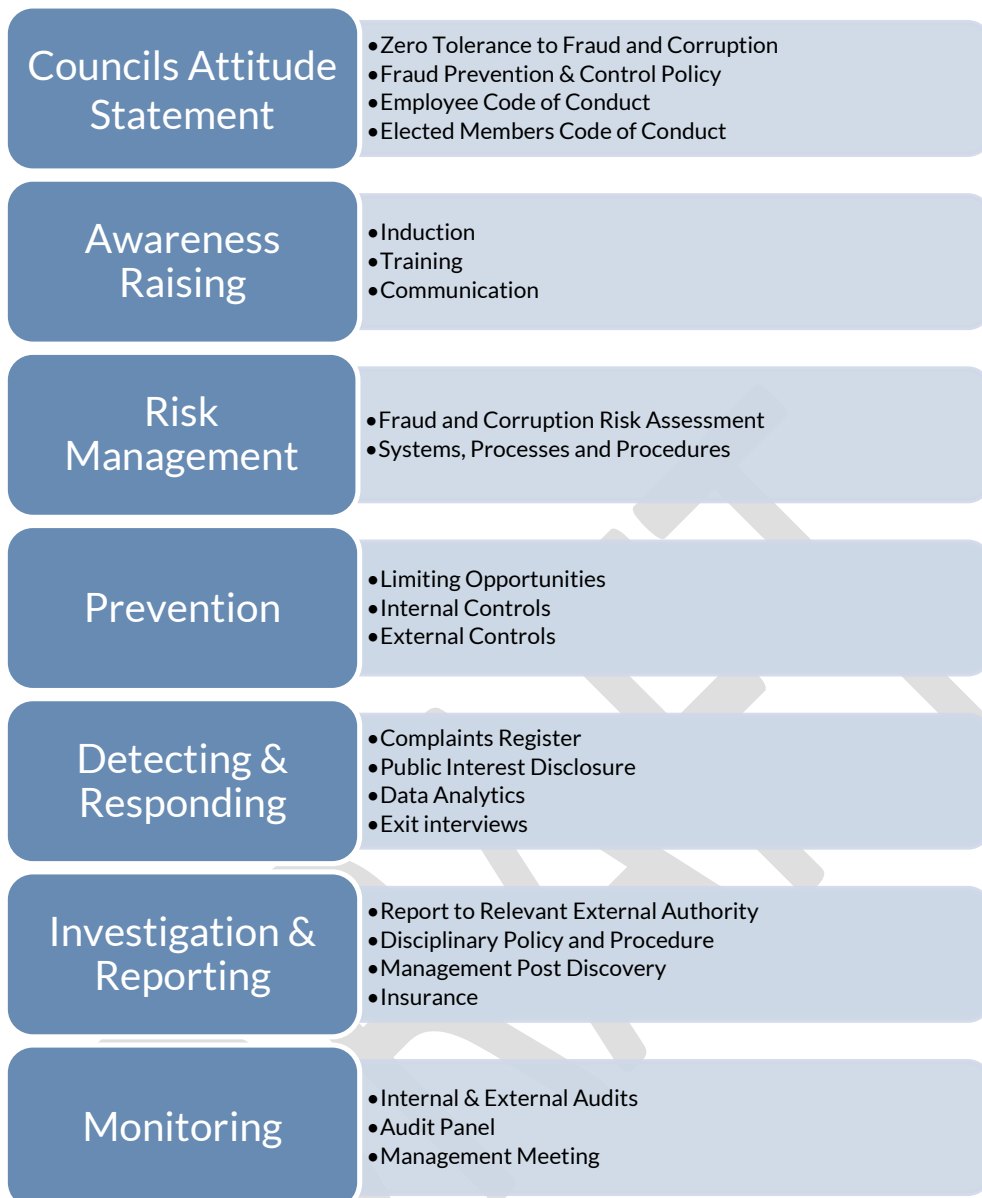 Councils Attitude
Statement
•Zero Tolerance to Fraud and Corruption
•Fraud Prevention & Control Policy
•Employee Code of Conduct
•Elected Members Code of Conduct
Awareness
Raising
•Induction
•Training
•Communication
Risk
Management
•Fraud and Corruption Risk Assessment
•Systems, Processes and Procedures
Prevention
•Limiting Opportunities
•Internal Controls
•External Controls
Detecting &
Responding
•Complaints Register
•Public Interest Disclosure
•Data Analytics
•Exit interviews
Investigation &
Reporting
•Report to Relevant External Authority
•Disciplinary Policy and Procedure
•Management Post Discovery
•Insurance
Monitoring
•Internal & External Audits
•Audit Panel
•Management Meeting
DRAFT